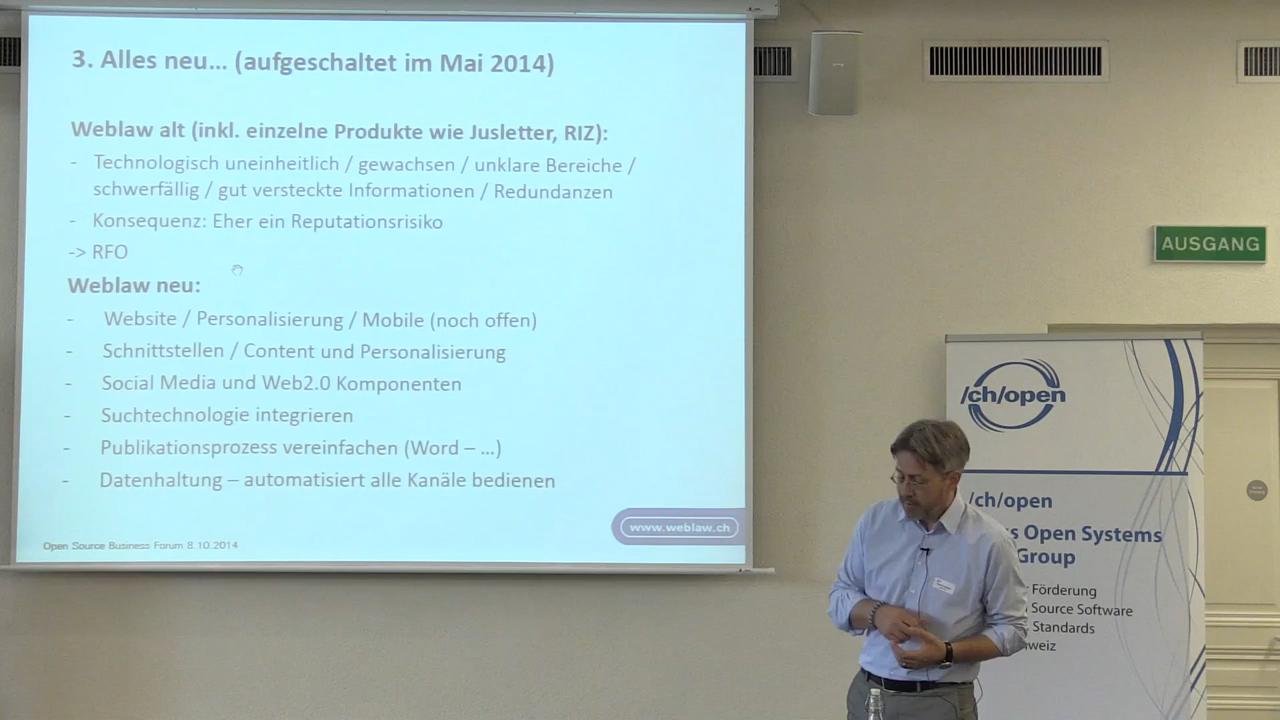 3. Alles neu... (aufgeschaltet im Mai 2014)
Weblaw alt (inkl. einzelne Produkte wie Jusletter, RIZ):
- Technologisch uneinheitlich / gewachsen / unklare Bereiche /
schwerfällig / gut versteckte Informationen / Redundanzen
- Konsequenz: Eher ein Reputationsrisiko
-> RFO
Weblaw neu:
- Website / Personalisierung / Mobile (noch offen)
- Schnittstellen / Content und Personalisierung
- Social Media und Web2.0 Komponenten
- Suchtechnologie integrieren
- Publikationsprozess vereinfachen (Word – ...)
- Datenhaltung – automatisiert alle Kanäle bedienen
www.weblaw.ch
Open Source Business Forum 8.10.2014
AUSGANG
/ch/open
/ch/open
s Open Systems
Group
Förderung
Source Software
Standards
weiz